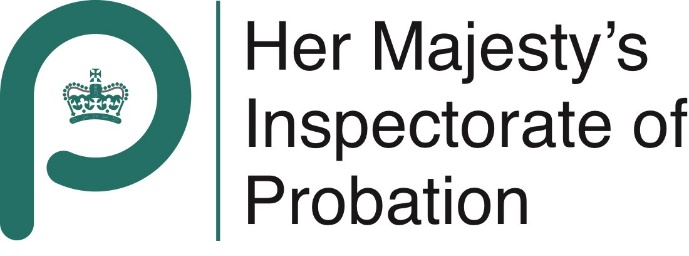 Her Majesty’s
Inspectorate of
Probation